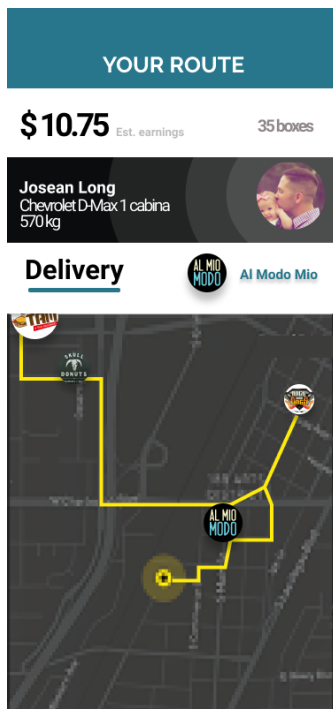 YOUR ROUTE
$10.75 Est. earnings
35 boxes
Josean Long
Chevrolet D-Max 1 cabina
570 kg
Delivery
AL MIO
MODO
Al Modo Mio
SKULL
DONUTS
AL MIO
MODO